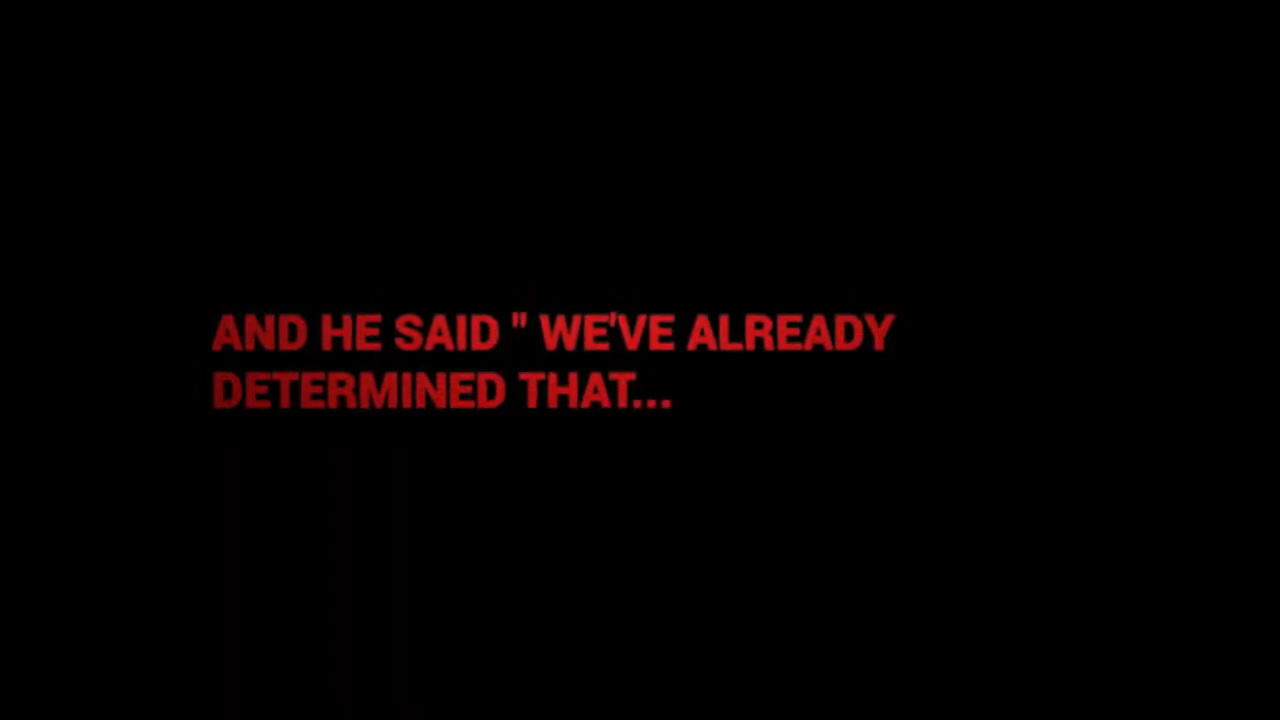 AND HE SAID " WE'VE ALREADY
DETERMINED THAT...